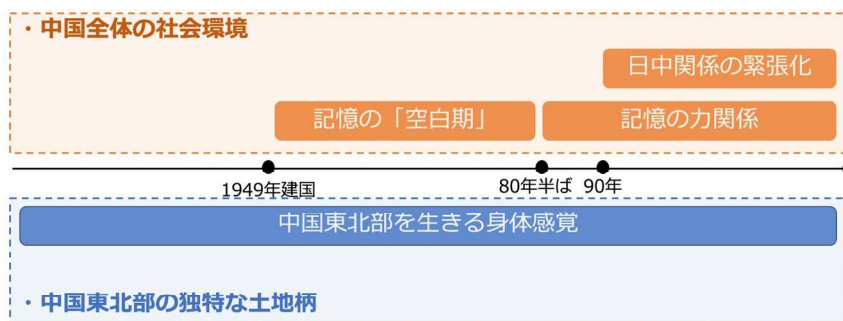 ・中国全体の社会環境
日中関係の緊張化
記憶の「空白期」
記憶の力関係
1949年建国
80年半ば
90年
中国東北部を生きる身体感覚
・中国東北部の独特な土地柄